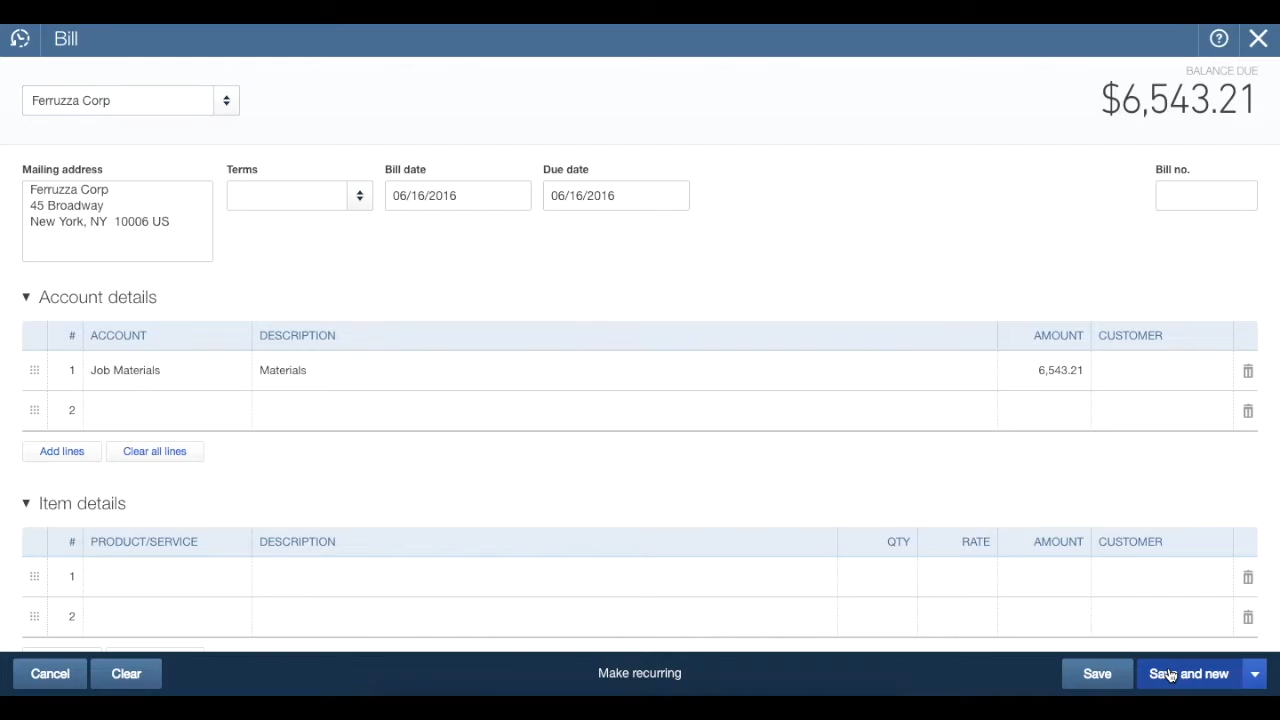 Bill
BALANCE DUE
$6,543.21
Ferruzza Corp
Mailing address
Terms
Bill date
Due date
Bill no.
Ferruzza Corp
45 Broadway
New York, NY 10006 US
06/16/2016
06/16/2016
Account details
# ACCOUNT DESCRIPTION AMOUNT CUSTOMER
1 Job Materials Materials 6,543.21
2
Add lines Clear all lines
Item details
# PRODUCT/SERVICE DESCRIPTION QTY RATE AMOUNT CUSTOMER
1
2
Cancel Clear Make recurring Save Save and new